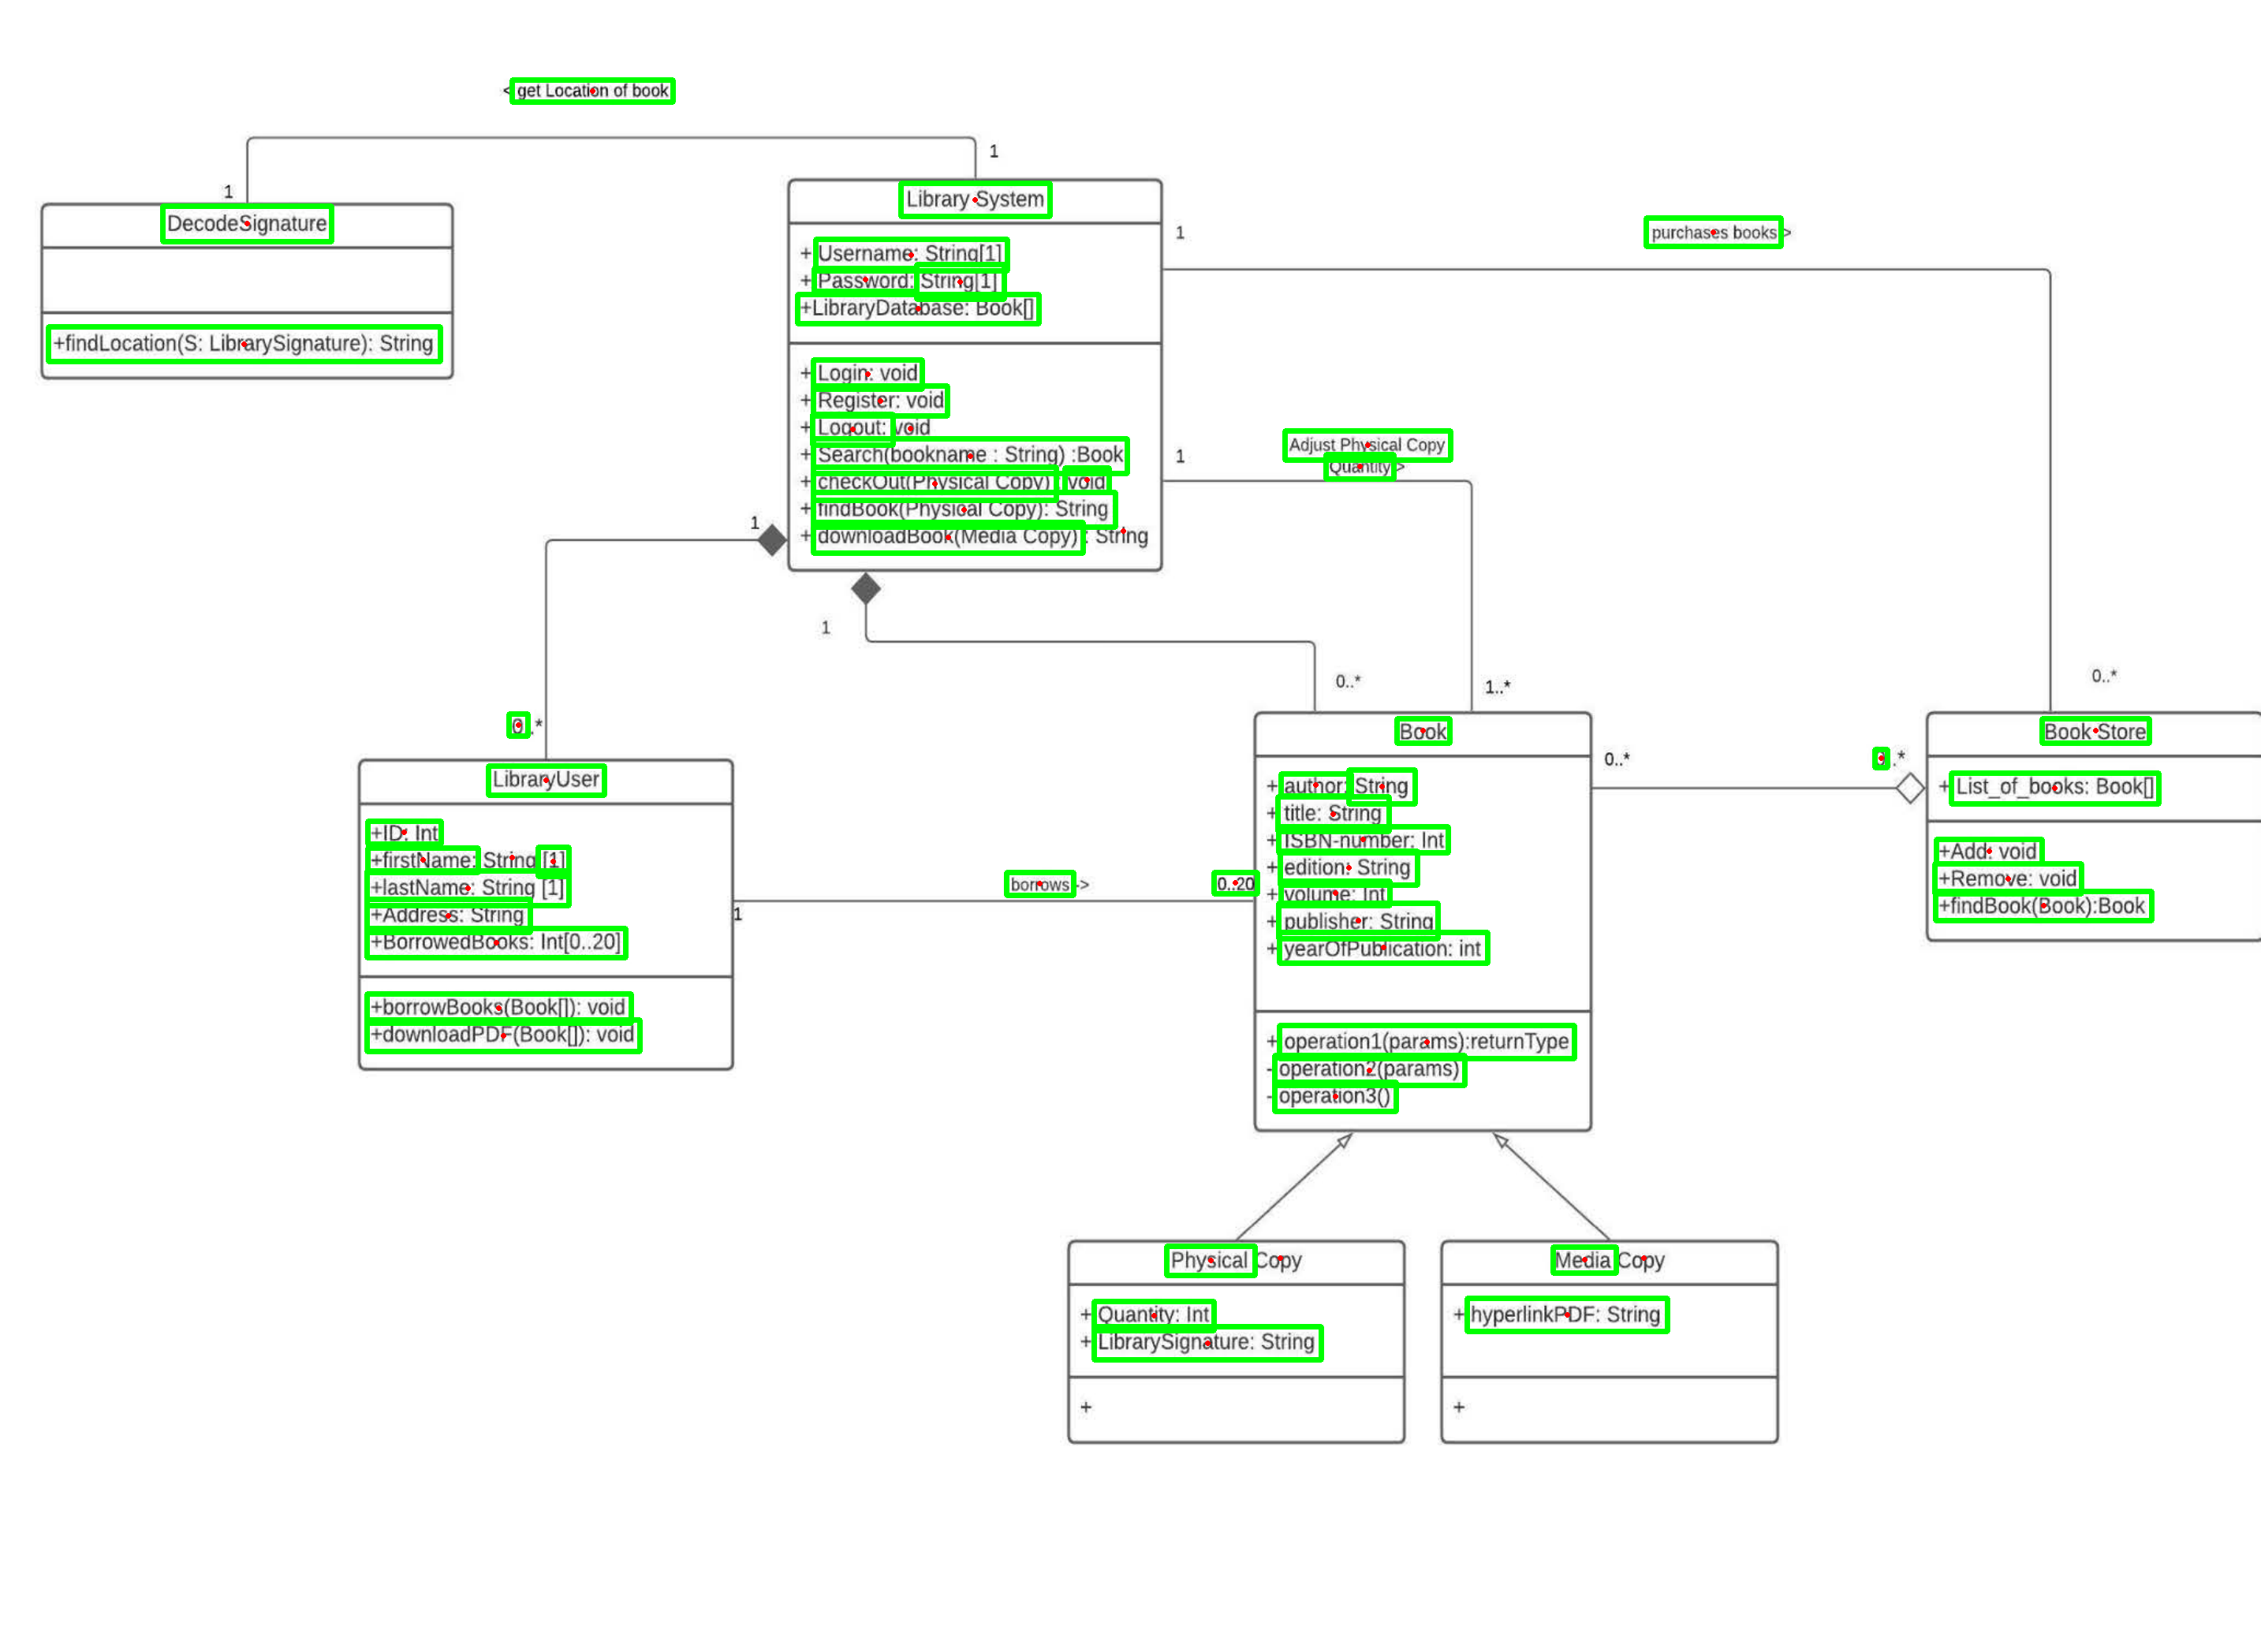 < get Location of book
1
1
DecodeSignature
+findLocation(S: LibrarySignature): String
Library System
+ Username: String[1]
+ Password: String[1]
+LibraryDatabase: Book[]
+ Login: void
+ Register: void
+ Logout: void
+ Search(bookname : String) :Book
+ checkOut(Physical Copy) : void
+ findBook(Physical Copy): String
+ downloadBook(Media Copy) : String
1
purchases books >
1
Adjust Physical Copy
Quantity >
1
1
0..*
1..*
0..*
0..*
LibraryUser
+ID: Int
+firstName: String [1]
+lastName: String [1]
+Address: String
+BorrowedBooks: Int[0..20]
+borrowBooks(Book[]): void
+downloadPDF(Book[]): void
1
borrows ->
0..20
Book
+ author: String
+ title: String
+ ISBN-number: Int
+ edition: String
+ volume: Int
+ publisher: String
+ yearOfPublication: int
+ operation1(params):returnType
- operation2(params)
- operation3()
0..*
0..*
Book Store
+ List_of_books: Book[]
+Add: void
+Remove: void
+findBook(Book):Book
Physical Copy
+ Quantity: Int
+ LibrarySignature: String
+
Media Copy
+ hyperlinkPDF: String
+